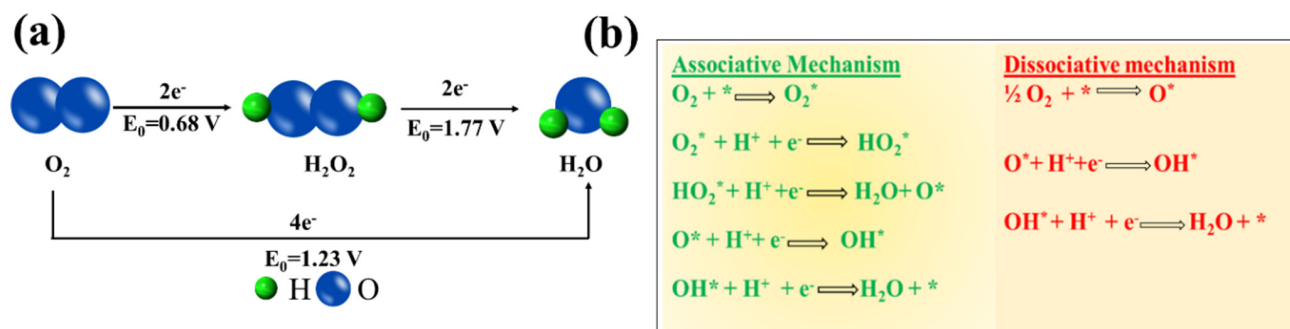 (a)
2e⁻
E₀=0.68 V
2e⁻
E₀=1.77 V
O₂
H₂O₂
H₂O
4e⁻
E₀=1.23 V
H O
(b)
Associative Mechanism
O₂ + * ⟹ O₂*
O₂* + H⁺ + e⁻ ⟹ HO₂*
HO₂*+ H⁺ +e⁻ ⟹ H₂O+ O*
O* + H⁺+ e⁻ ⟹ OH*
OH* + H⁺ + e⁻ ⟹ H₂O + *
Dissociative mechanism
½ O₂ + * ⟹ O*
O*+ H⁺+e⁻ ⟹ OH*
OH* + H⁺ + e⁻ ⟹ H₂O + *